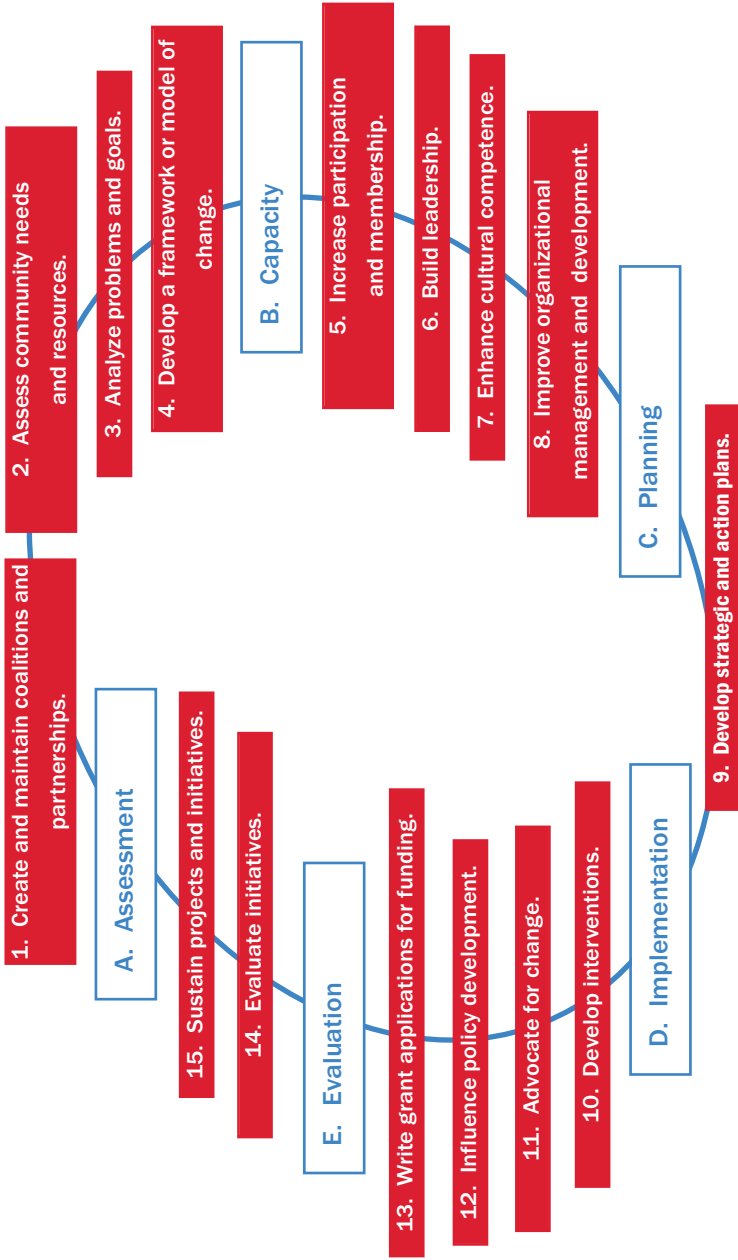 A. Assessment
1. Create and maintain coalitions and
partnerships.
2. Assess community needs
and resources.
3. Analyze problems and goals.
4. Develop a framework or model of
change.
B. Capacity
5. Increase participation
and membership.
6. Build leadership.
7. Enhance cultural competence.
8. Improve organizational
management and development.
C. Planning
9. Develop strategic and action plans.
D. Implementation
10. Develop interventions.
11. Advocate for change.
12. Influence policy development.
13. Write grant applications for funding.
E. Evaluation
14. Evaluate initiatives.
15. Sustain projects and initiatives.